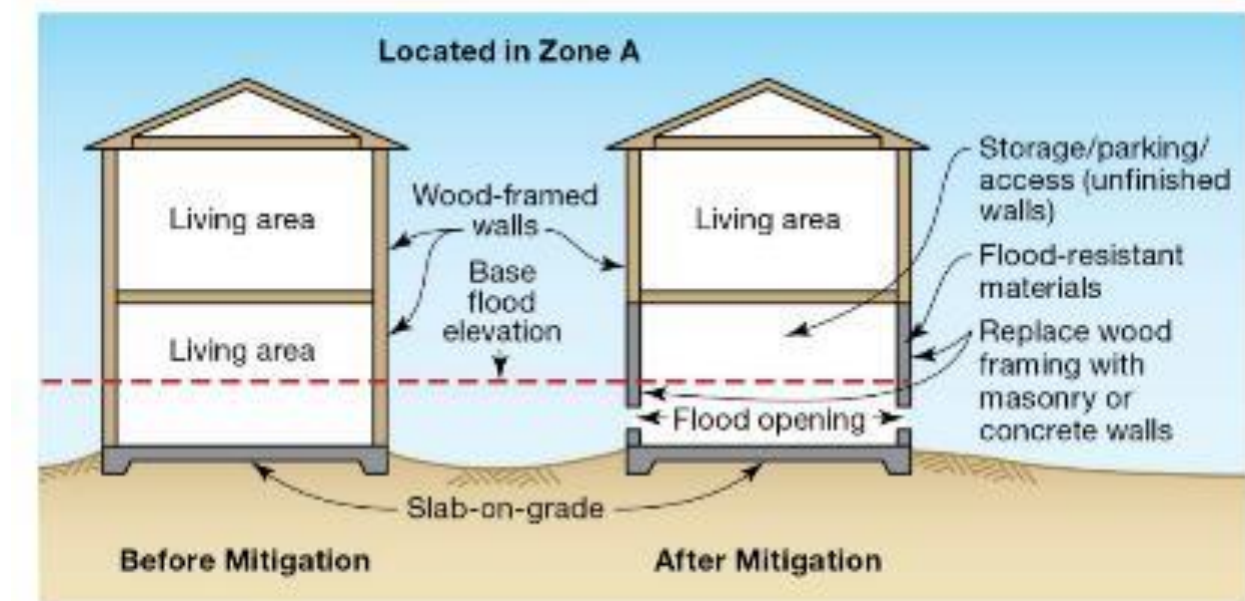 Located in Zone A
Living area
Living area
Wood-framed
walls
Base
flood
elevation
Living area
Storage/parking/
access (unfinished
walls)
Flood-resistant
materials
Replace wood
framing with
masonry or
concrete walls
Flood opening
Slab-on-grade
Before Mitigation
After Mitigation